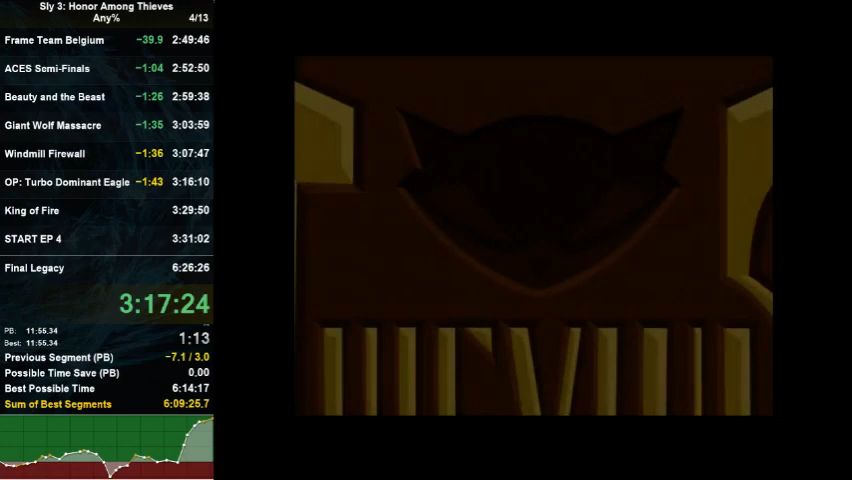 Sly 3: Honor Among Thieves
Any% 4/13
Frame Team Belgium −39.9 2:49:46
ACES Semi-Finals −1:04 2:52:50
Beauty and the Beast −1:26 2:59:38
Giant Wolf Massacre −1:35 3:03:59
Windmill Firewall −1:36 3:07:47
OP: Turbo Dominant Eagle −1:43 3:16:10
King of Fire 3:29:50
START EP 4 3:31:02
Final Legacy 6:26:26
3:17:24
PB: 11:55.34
Best: 11:55.34
1:13
Previous Segment (PB) −7.1 / 3.0
Possible Time Save (PB) 0.00
Best Possible Time 6:14:17
Sum of Best Segments 6:09:25.7